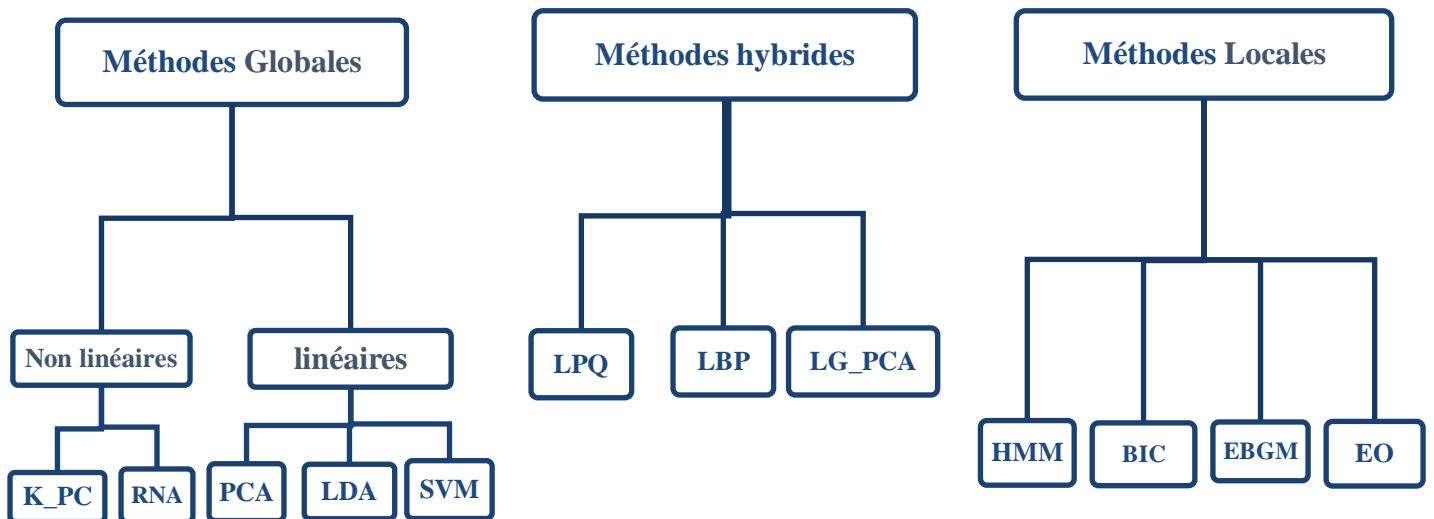 Méthodes Globales
Méthodes hybrides
Méthodes Locales
Non linéaires
linéaires
LPQ
LBP
LG_PCA
HMM
BIC
EBGM
EO
K_PC
RNA
PCA
LDA
SVM